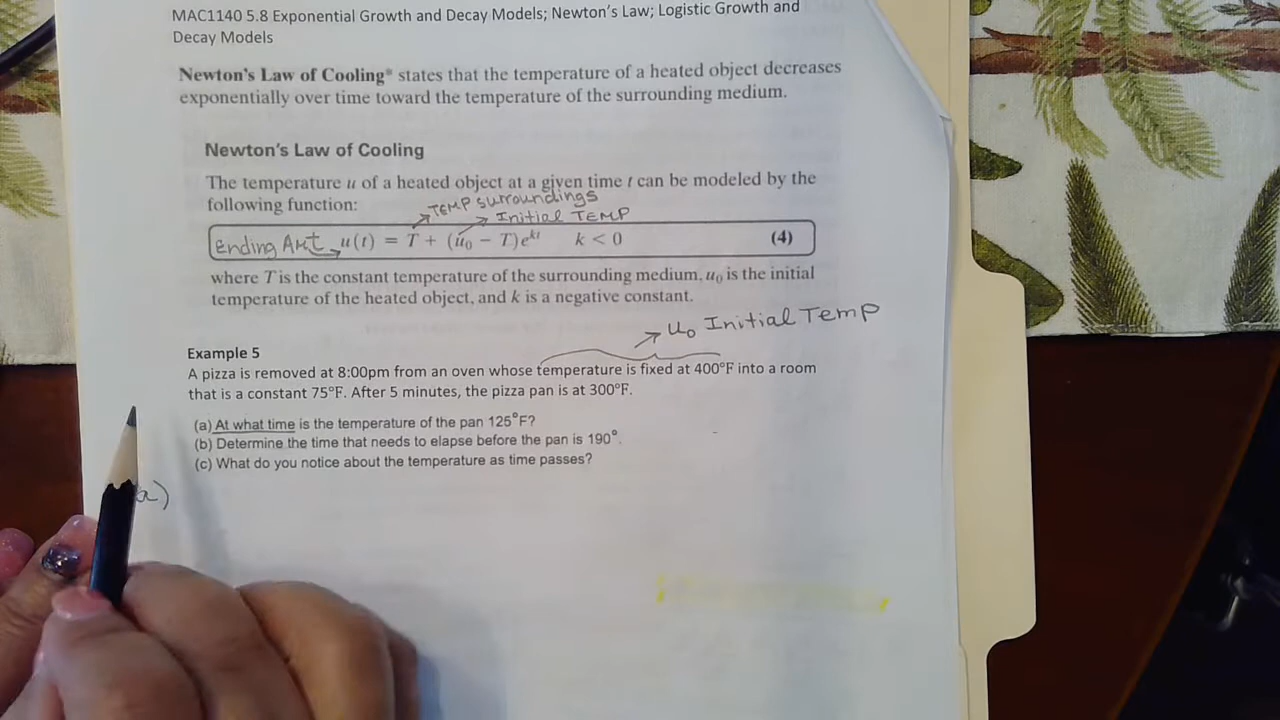 MAC1140 5.8 Exponential Growth and Decay Models; Newton's Law; Logistic Growth and
Decay Models
Newton's Law of Cooling* states that the temperature of a heated object decreases
exponentially over time toward the temperature of the surrounding medium.
Newton's Law of Cooling
The temperature u of a heated object at a given time t can be modeled by the
following function:
TEMP surroundings
Initial TEMP
Ending Amt u(t) = T + (u₀ − T)eᵏᵗ k < 0 (4)
where T is the constant temperature of the surrounding medium, u₀ is the initial
temperature of the heated object, and k is a negative constant.
u₀ Initial Temp
Example 5
A pizza is removed at 8:00pm from an oven whose temperature is fixed at 400°F into a room
that is a constant 75°F. After 5 minutes, the pizza pan is at 300°F.
(a) At what time is the temperature of the pan 125°F?
(b) Determine the time that needs to elapse before the pan is 190°.
(c) What do you notice about the temperature as time passes?
a)